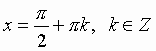 x = π/2 + πk, k ∈ Z